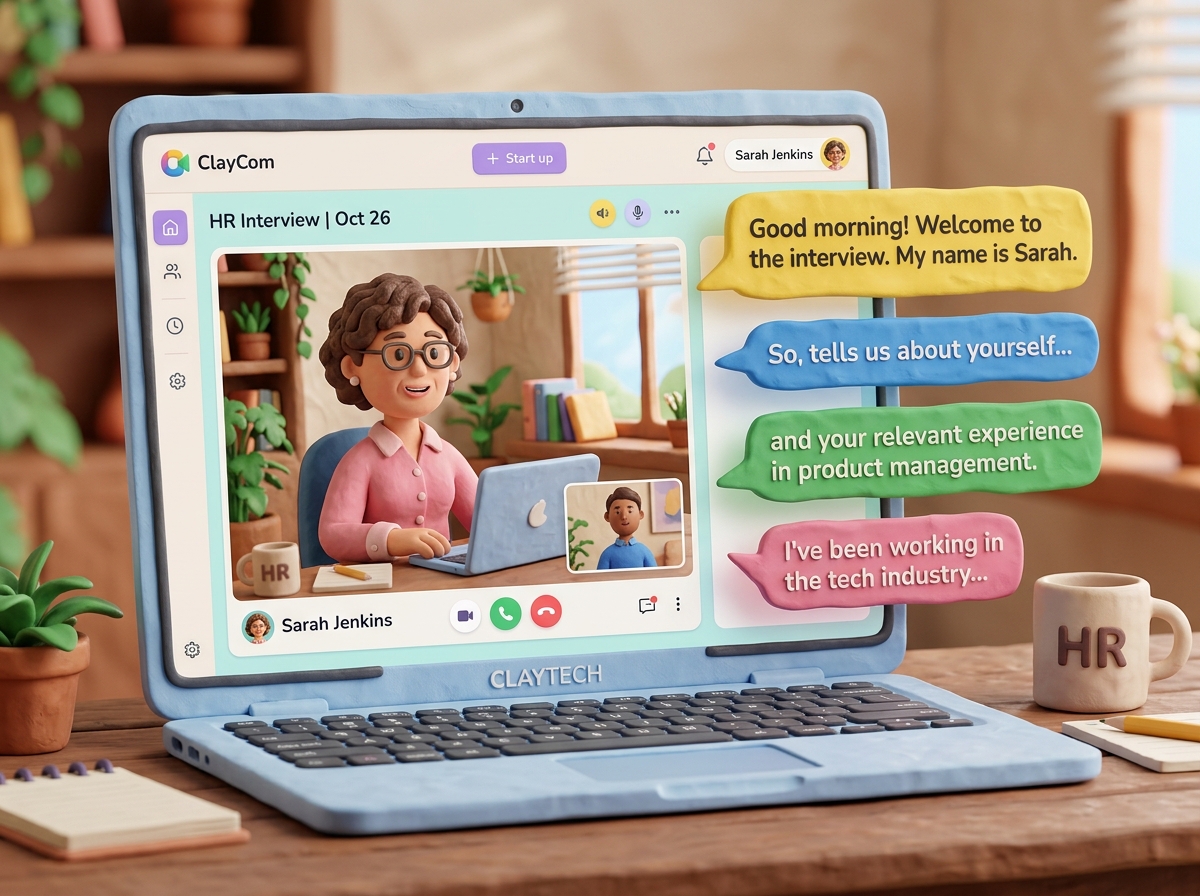 ClayCom
+ Start up
Sarah Jenkins
HR Interview | Oct 26
Good morning! Welcome to
the interview. My name is Sarah.
So, tells us about yourself...
and your relevant experience
in product management.
I've been working in
the tech industry...
HR
Sarah Jenkins
CLAYTECH
HR